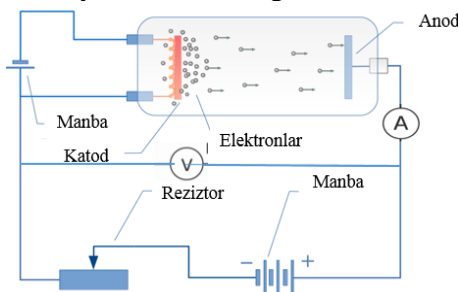 Anod
A
Manba
Katod
Elektronlar
V
Reziztor
Manba
− +